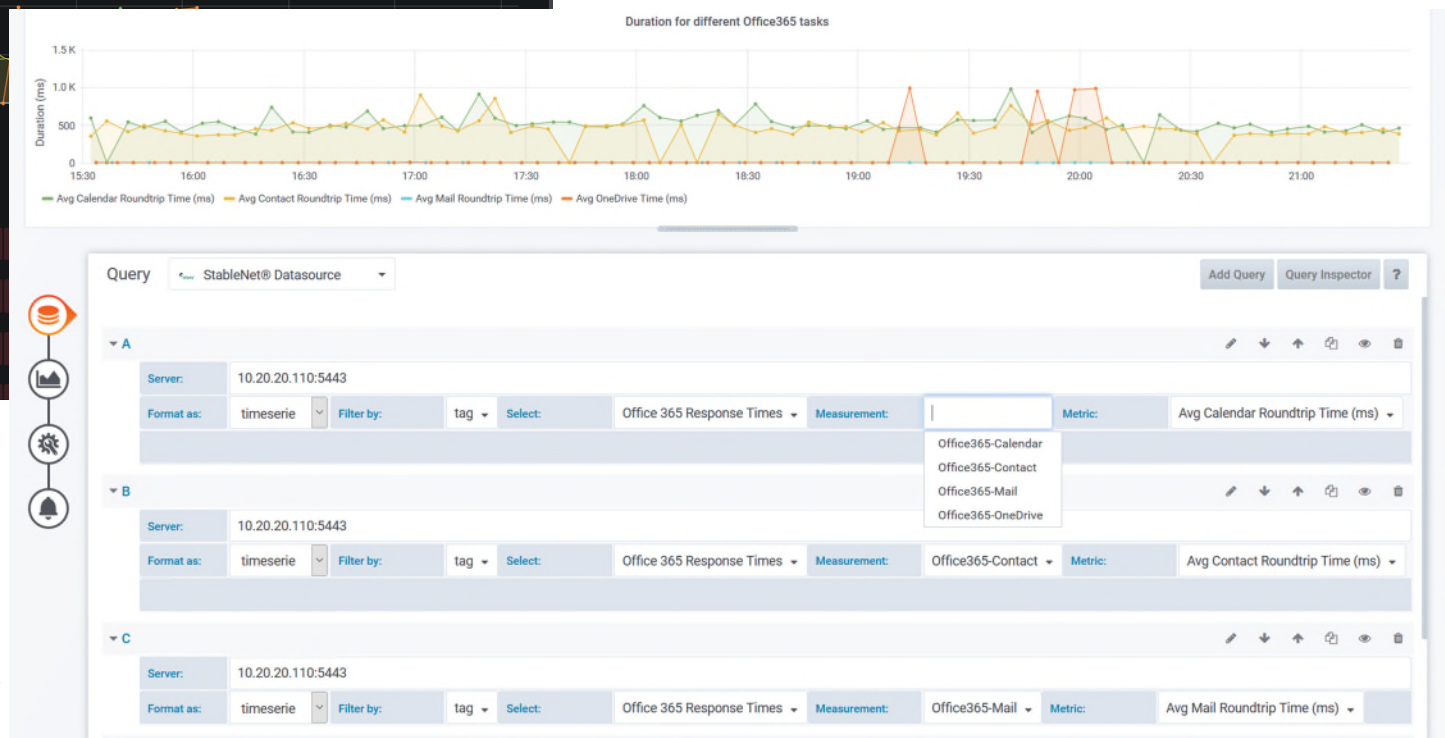 Duration for different Office365 tasks
1.5 K
1.0 K
500
0
Duration (ms)
15:30 16:00 16:30 17:00 17:30 18:00 18:30 19:00 19:30 20:00 20:30 21:00
Avg Calendar Roundtrip Time (ms) Avg Contact Roundtrip Time (ms) Avg Mail Roundtrip Time (ms) Avg OneDrive Time (ms)
Query StableNet® Datasource Add Query Query Inspector ?
A
Server: 10.20.20.110:5443
Format as: timeserie Filter by: tag Select: Office 365 Response Times Measurement: Metric: Avg Calendar Roundtrip Time (ms)
Office365-Calendar
Office365-Contact
Office365-Mail
Office365-OneDrive
B
Server: 10.20.20.110:5443
Format as: timeserie Filter by: tag Select: Office 365 Response Times Measurement: Office365-Contact Metric: Avg Contact Roundtrip Time (ms)
C
Server: 10.20.20.110:5443
Format as: timeserie Filter by: tag Select: Office 365 Response Times Measurement: Office365-Mail Metric: Avg Mail Roundtrip Time (ms)